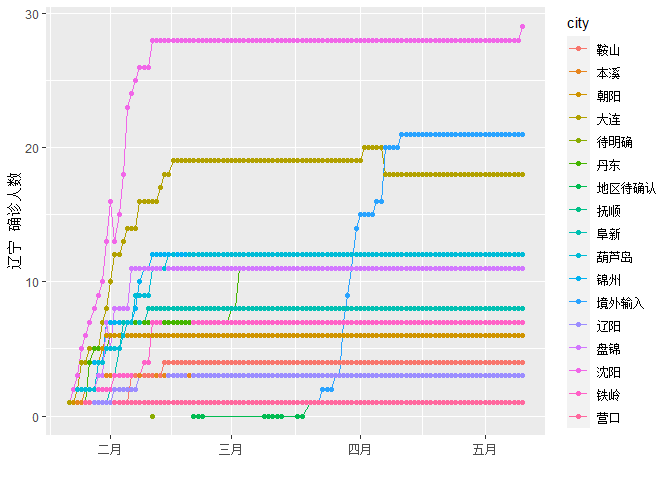 30
20
10
0
辽宁 确诊人数
二月
三月
四月
五月
city
鞍山
本溪
朝阳
大连
待明确
丹东
地区待确认
抚顺
阜新
葫芦岛
锦州
境外输入
辽阳
盘锦
沈阳
铁岭
营口